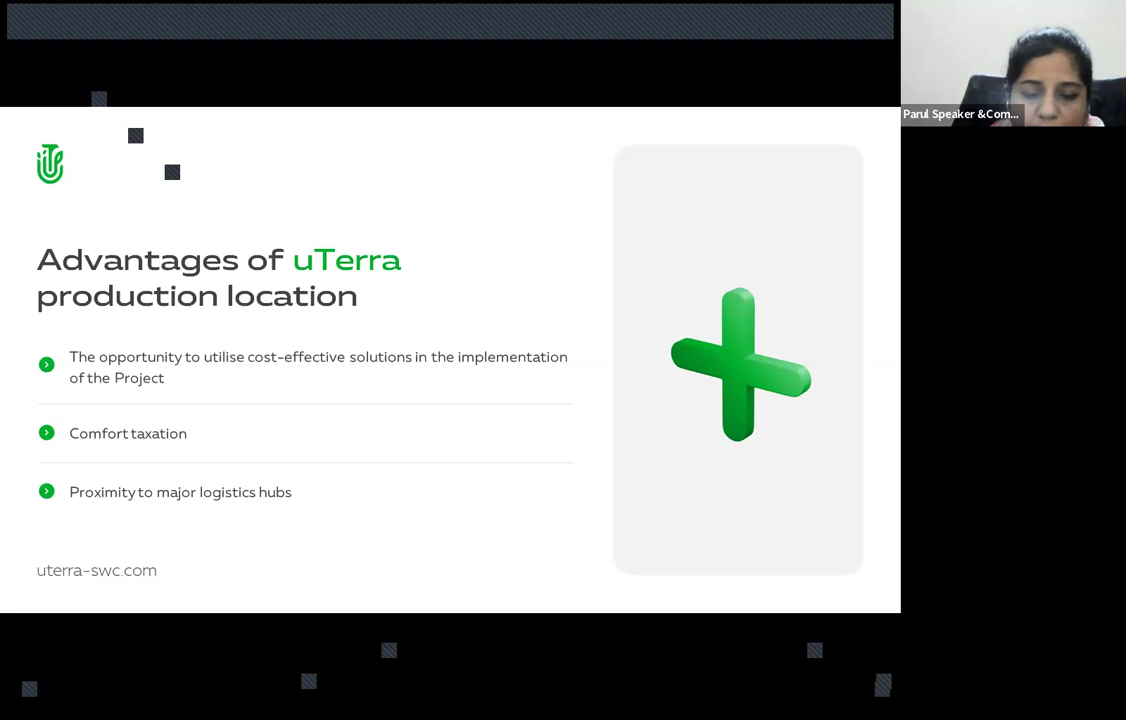 Parul Speaker &Com...
Advantages of uTerra
production location
The opportunity to utilise cost-effective solutions in the implementation
of the Project
Comfort taxation
Proximity to major logistics hubs
uterra-swc.com